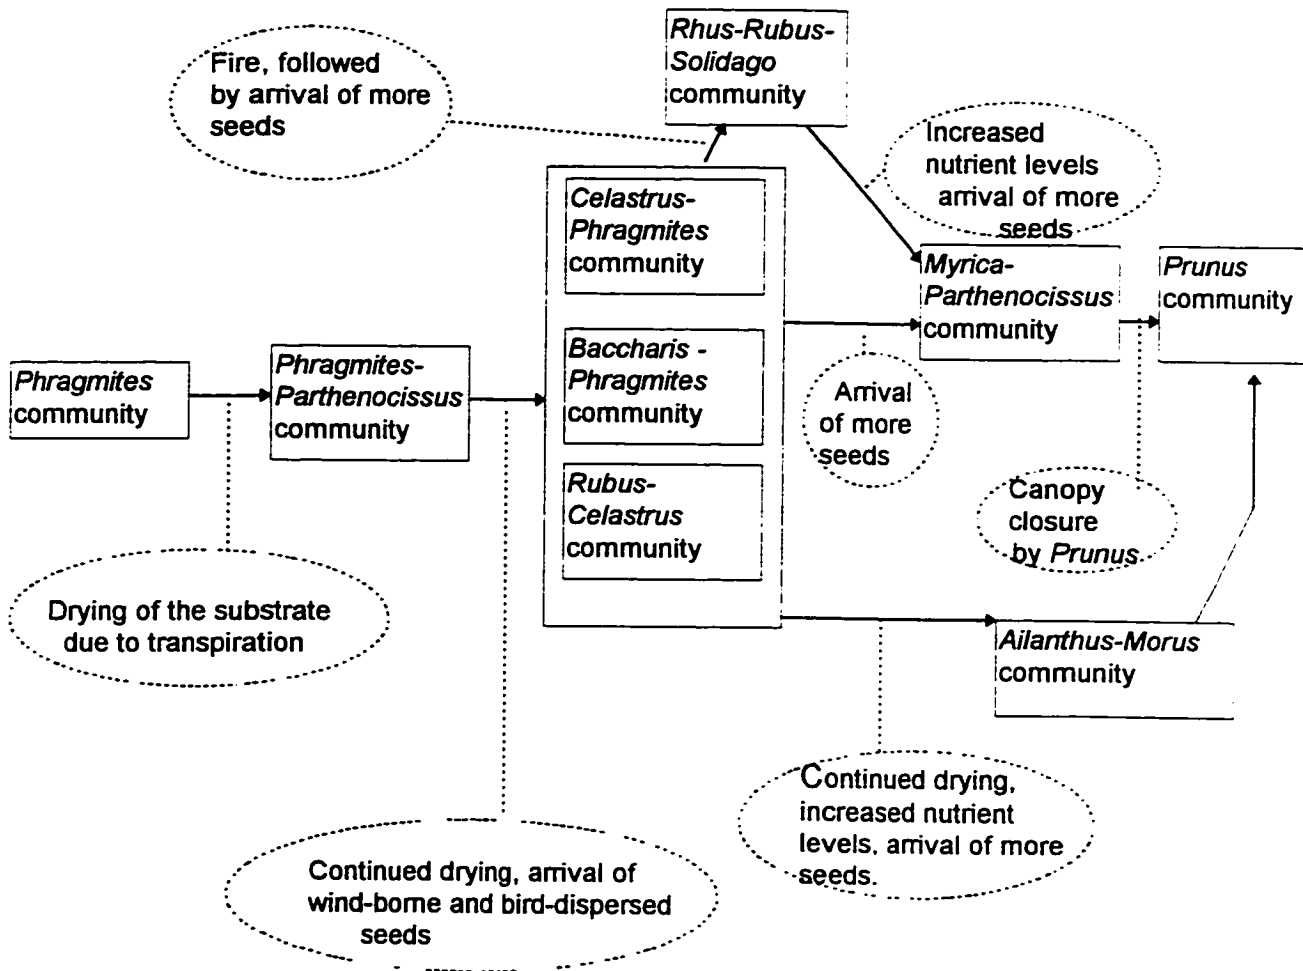 Rhus-Rubus-
Solidago
community
Fire, followed
by arrival of more
seeds
Increased
nutrient levels
arrival of more
seeds
Celastrus-
Phragmites
community
Myrica-
Parthenocissus
community
Prunus
community
Baccharis -
Phragmites
community
Phragmites
community
Phragmites-
Parthenocissus
community
Arrival
of more
seeds
Rubus-
Celastrus
community
Canopy
closure
by Prunus
Drying of the substrate
due to transpiration
Ailanthus-Morus
community
Continued drying,
increased nutrient
levels, arrival of more
seeds.
Continued drying, arrival of
wind-borne and bird-dispersed
seeds